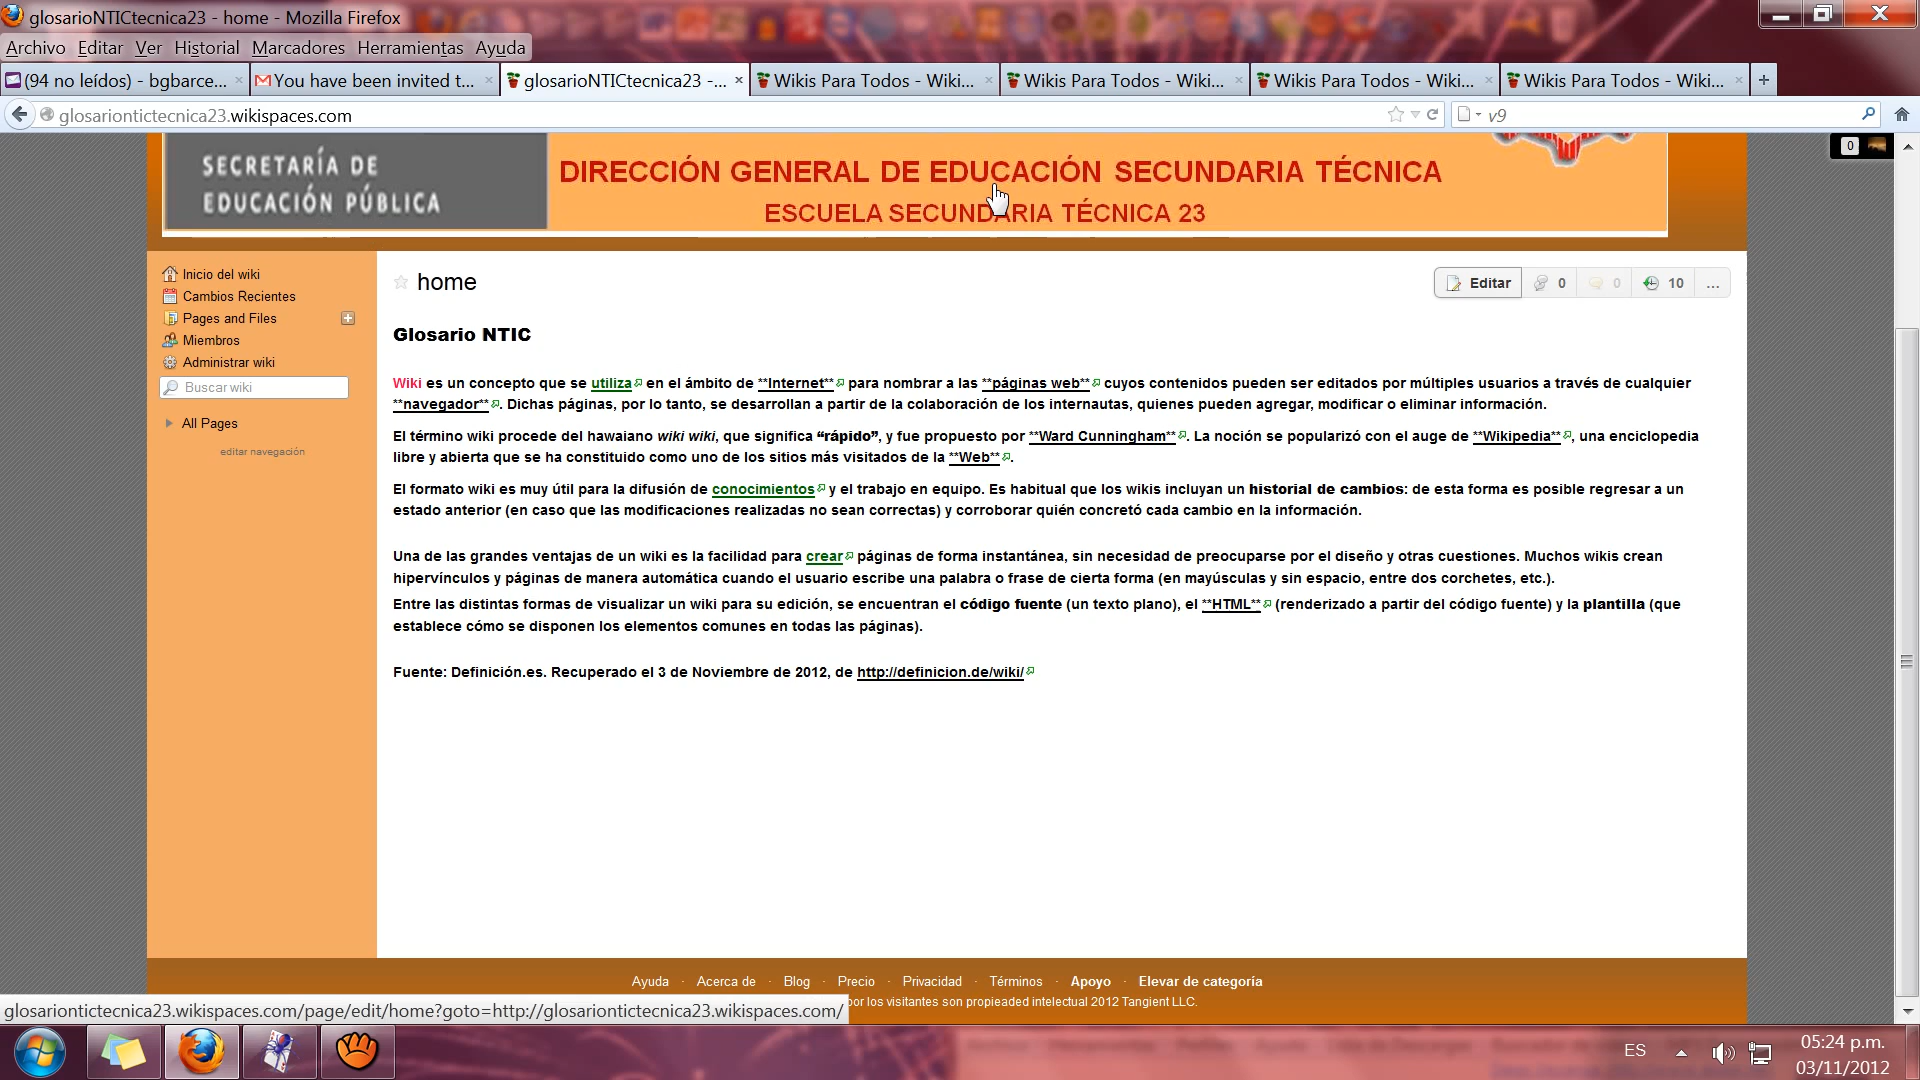 glosarioNTICtecnica23 - home - Mozilla Firefox
Archivo Editar Ver Historial Marcadores Herramientas Ayuda
(94 no leídos) - bgbarce... × You have been invited t... × glosarioNTICtecnica23 -... × Wikis Para Todos - Wiki... × Wikis Para Todos - Wiki... × Wikis Para Todos - Wiki... × Wikis Para Todos - Wiki... × +
glosariontictecnica23.wikispaces.com v9
0
SECRETARÍA DE
EDUCACIÓN PÚBLICA
DIRECCIÓN GENERAL DE EDUCACIÓN SECUNDARIA TÉCNICA
ESCUELA SECUNDARIA TÉCNICA 23
Inicio del wiki
Cambios Recientes
Pages and Files
Miembros
Administrar wiki
Buscar wiki
All Pages
editar navegación
home
Editar 0 0 10 ...
Glosario NTIC
Wiki es un concepto que se utiliza en el ámbito de **Internet** para nombrar a las **páginas web** cuyos contenidos pueden ser editados por múltiples usuarios a través de cualquier
**navegador**. Dichas páginas, por lo tanto, se desarrollan a partir de la colaboración de los internautas, quienes pueden agregar, modificar o eliminar información.
El término wiki procede del hawaiano wiki wiki, que significa “rápido”, y fue propuesto por **Ward Cunningham**. La noción se popularizó con el auge de **Wikipedia**, una enciclopedia
libre y abierta que se ha constituido como uno de los sitios más visitados de la **Web**.
El formato wiki es muy útil para la difusión de conocimientos y el trabajo en equipo. Es habitual que los wikis incluyan un historial de cambios: de esta forma es posible regresar a un
estado anterior (en caso que las modificaciones realizadas no sean correctas) y corroborar quién concretó cada cambio en la información.
Una de las grandes ventajas de un wiki es la facilidad para crear páginas de forma instantánea, sin necesidad de preocuparse por el diseño y otras cuestiones. Muchos wikis crean
hipervínculos y páginas de manera automática cuando el usuario escribe una palabra o frase de cierta forma (en mayúsculas y sin espacio, entre dos corchetes, etc.).
Entre las distintas formas de visualizar un wiki para su edición, se encuentran el código fuente (un texto plano), el **HTML** (renderizado a partir del código fuente) y la plantilla (que
establece cómo se disponen los elementos comunes en todas las páginas).
Fuente: Definición.es. Recuperado el 3 de Noviembre de 2012, de http://definicion.de/wiki/
Ayuda · Acerca de · Blog · Precio · Privacidad · Términos · Apoyo · Elevar de categoría
por los visitantes son propieaded intelectual 2012 Tangient LLC.
glosariontictecnica23.wikispaces.com/page/edit/home?goto=http://glosariontictecnica23.wikispaces.com/
ES
05:24 p.m.
03/11/2012